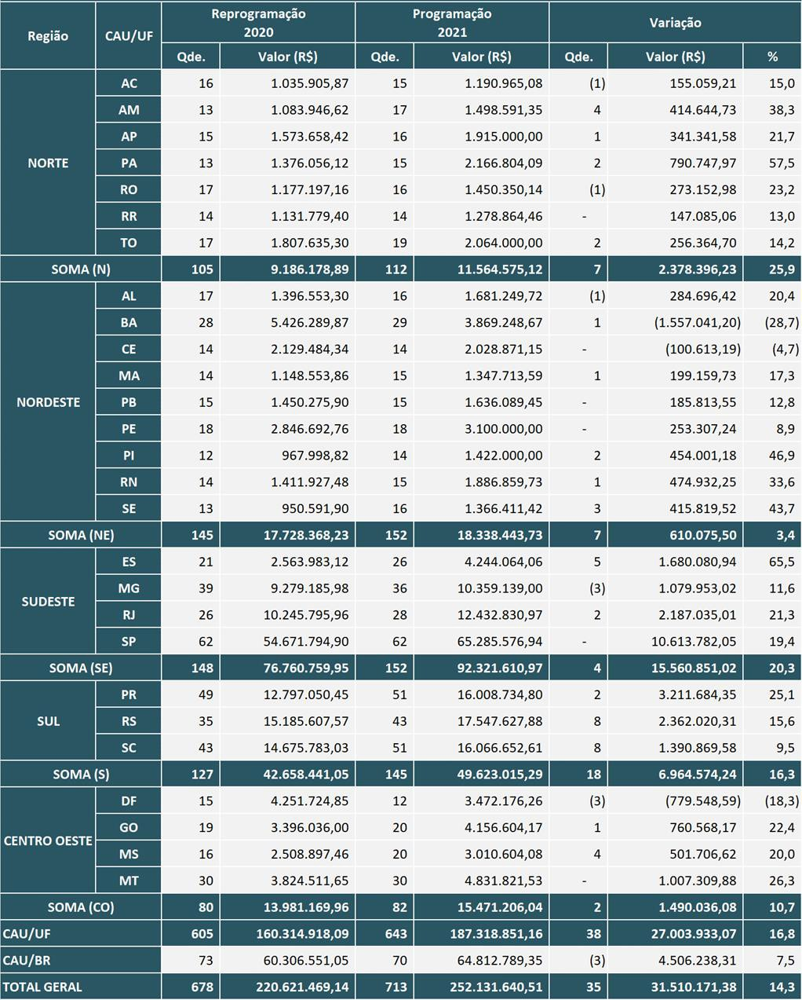 Região CAU/UF Reprogramação 2020 Programação 2021 Variação
Qde. Valor (R$) Qde. Valor (R$) Qde. Valor (R$) %
NORTE
AC 16 1.035.905,87 15 1.190.965,08 (1) 155.059,21 15,0
AM 13 1.083.946,62 17 1.498.591,35 4 414.644,73 38,3
AP 15 1.573.658,42 16 1.915.000,00 1 341.341,58 21,7
PA 13 1.376.056,12 15 2.166.804,09 2 790.747,97 57,5
RO 17 1.177.197,16 16 1.450.350,14 (1) 273.152,98 23,2
RR 14 1.131.779,40 14 1.278.864,46 - 147.085,06 13,0
TO 17 1.807.635,30 19 2.064.000,00 2 256.364,70 14,2
SOMA (N) 105 9.186.178,89 112 11.564.575,12 7 2.378.396,23 25,9
NORDESTE
AL 17 1.396.553,30 16 1.681.249,72 (1) 284.696,42 20,4
BA 28 5.426.289,87 29 3.869.248,67 1 (1.557.041,20) (28,7)
CE 14 2.129.484,34 14 2.028.871,15 - (100.613,19) (4,7)
MA 14 1.148.553,86 15 1.347.713,59 1 199.159,73 17,3
PB 15 1.450.275,90 15 1.636.089,45 - 185.813,55 12,8
PE 18 2.846.692,76 18 3.100.000,00 - 253.307,24 8,9
PI 12 967.998,82 14 1.422.000,00 2 454.001,18 46,9
RN 14 1.411.927,48 15 1.886.859,73 1 474.932,25 33,6
SE 13 950.591,90 16 1.366.411,42 3 415.819,52 43,7
SOMA (NE) 145 17.728.368,23 152 18.338.443,73 7 610.075,50 3,4
SUDESTE
ES 21 2.563.983,12 26 4.244.064,06 5 1.680.080,94 65,5
MG 39 9.279.185,98 36 10.359.139,00 (3) 1.079.953,02 11,6
RJ 26 10.245.795,96 28 12.432.830,97 2 2.187.035,01 21,3
SP 62 54.671.794,90 62 65.285.576,94 - 10.613.782,05 19,4
SOMA (SE) 148 76.760.759,95 152 92.321.610,97 4 15.560.851,02 20,3
SUL
PR 49 12.797.050,45 51 16.008.734,80 2 3.211.684,35 25,1
RS 35 15.185.607,57 43 17.547.627,88 8 2.362.020,31 15,6
SC 43 14.675.783,03 51 16.066.652,61 8 1.390.869,58 9,5
SOMA (S) 127 42.658.441,05 145 49.623.015,29 18 6.964.574,24 16,3
CENTRO OESTE
DF 15 4.251.724,85 12 3.472.176,26 (3) (779.548,59) (18,3)
GO 19 3.396.036,00 20 4.156.604,17 1 760.568,17 22,4
MS 16 2.508.897,46 20 3.010.604,08 4 501.706,62 20,0
MT 30 3.824.511,65 30 4.831.821,53 - 1.007.309,88 26,3
SOMA (CO) 80 13.981.169,96 82 15.471.206,04 2 1.490.036,08 10,7
CAU/UF 605 160.314.918,09 643 187.318.851,16 38 27.003.933,07 16,8
CAU/BR 73 60.306.551,05 70 64.812.789,35 (3) 4.506.238,31 7,5
TOTAL GERAL 678 220.621.469,14 713 252.131.640,51 35 31.510.171,38 14,3